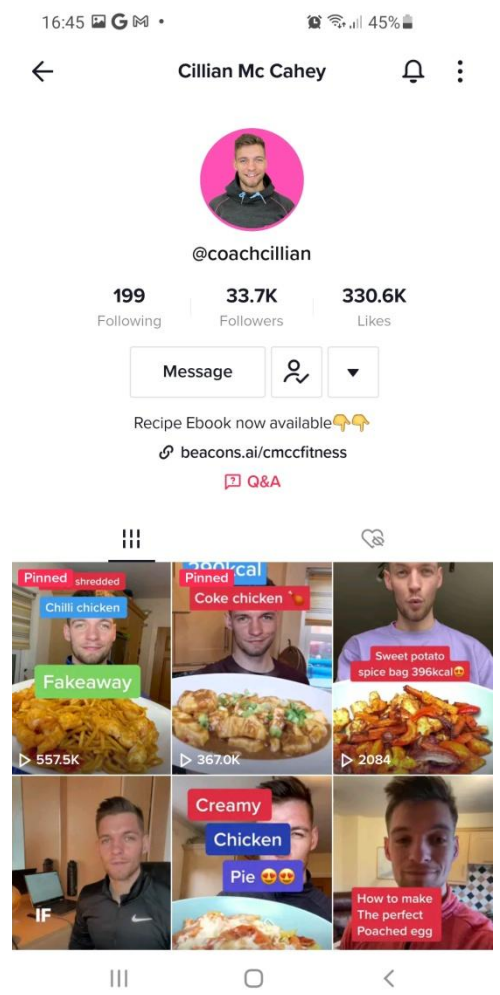 16:45 G M •
45%
Cillian Mc Cahey
@coachcillian
199
33.7K
330.6K
Following
Followers
Likes
Message
Recipe Ebook now available👇👇
beacons.ai/cmccfitness
Q&A
Pinned shredded
Chilli chicken
Fakeaway
557.5K
290kcal
Pinned
Coke chicken
367.0K
Sweet potato
spice bag 396kcal😍
2084
IF
Creamy
Chicken
Pie 😍😍
How to make
The perfect
Poached egg